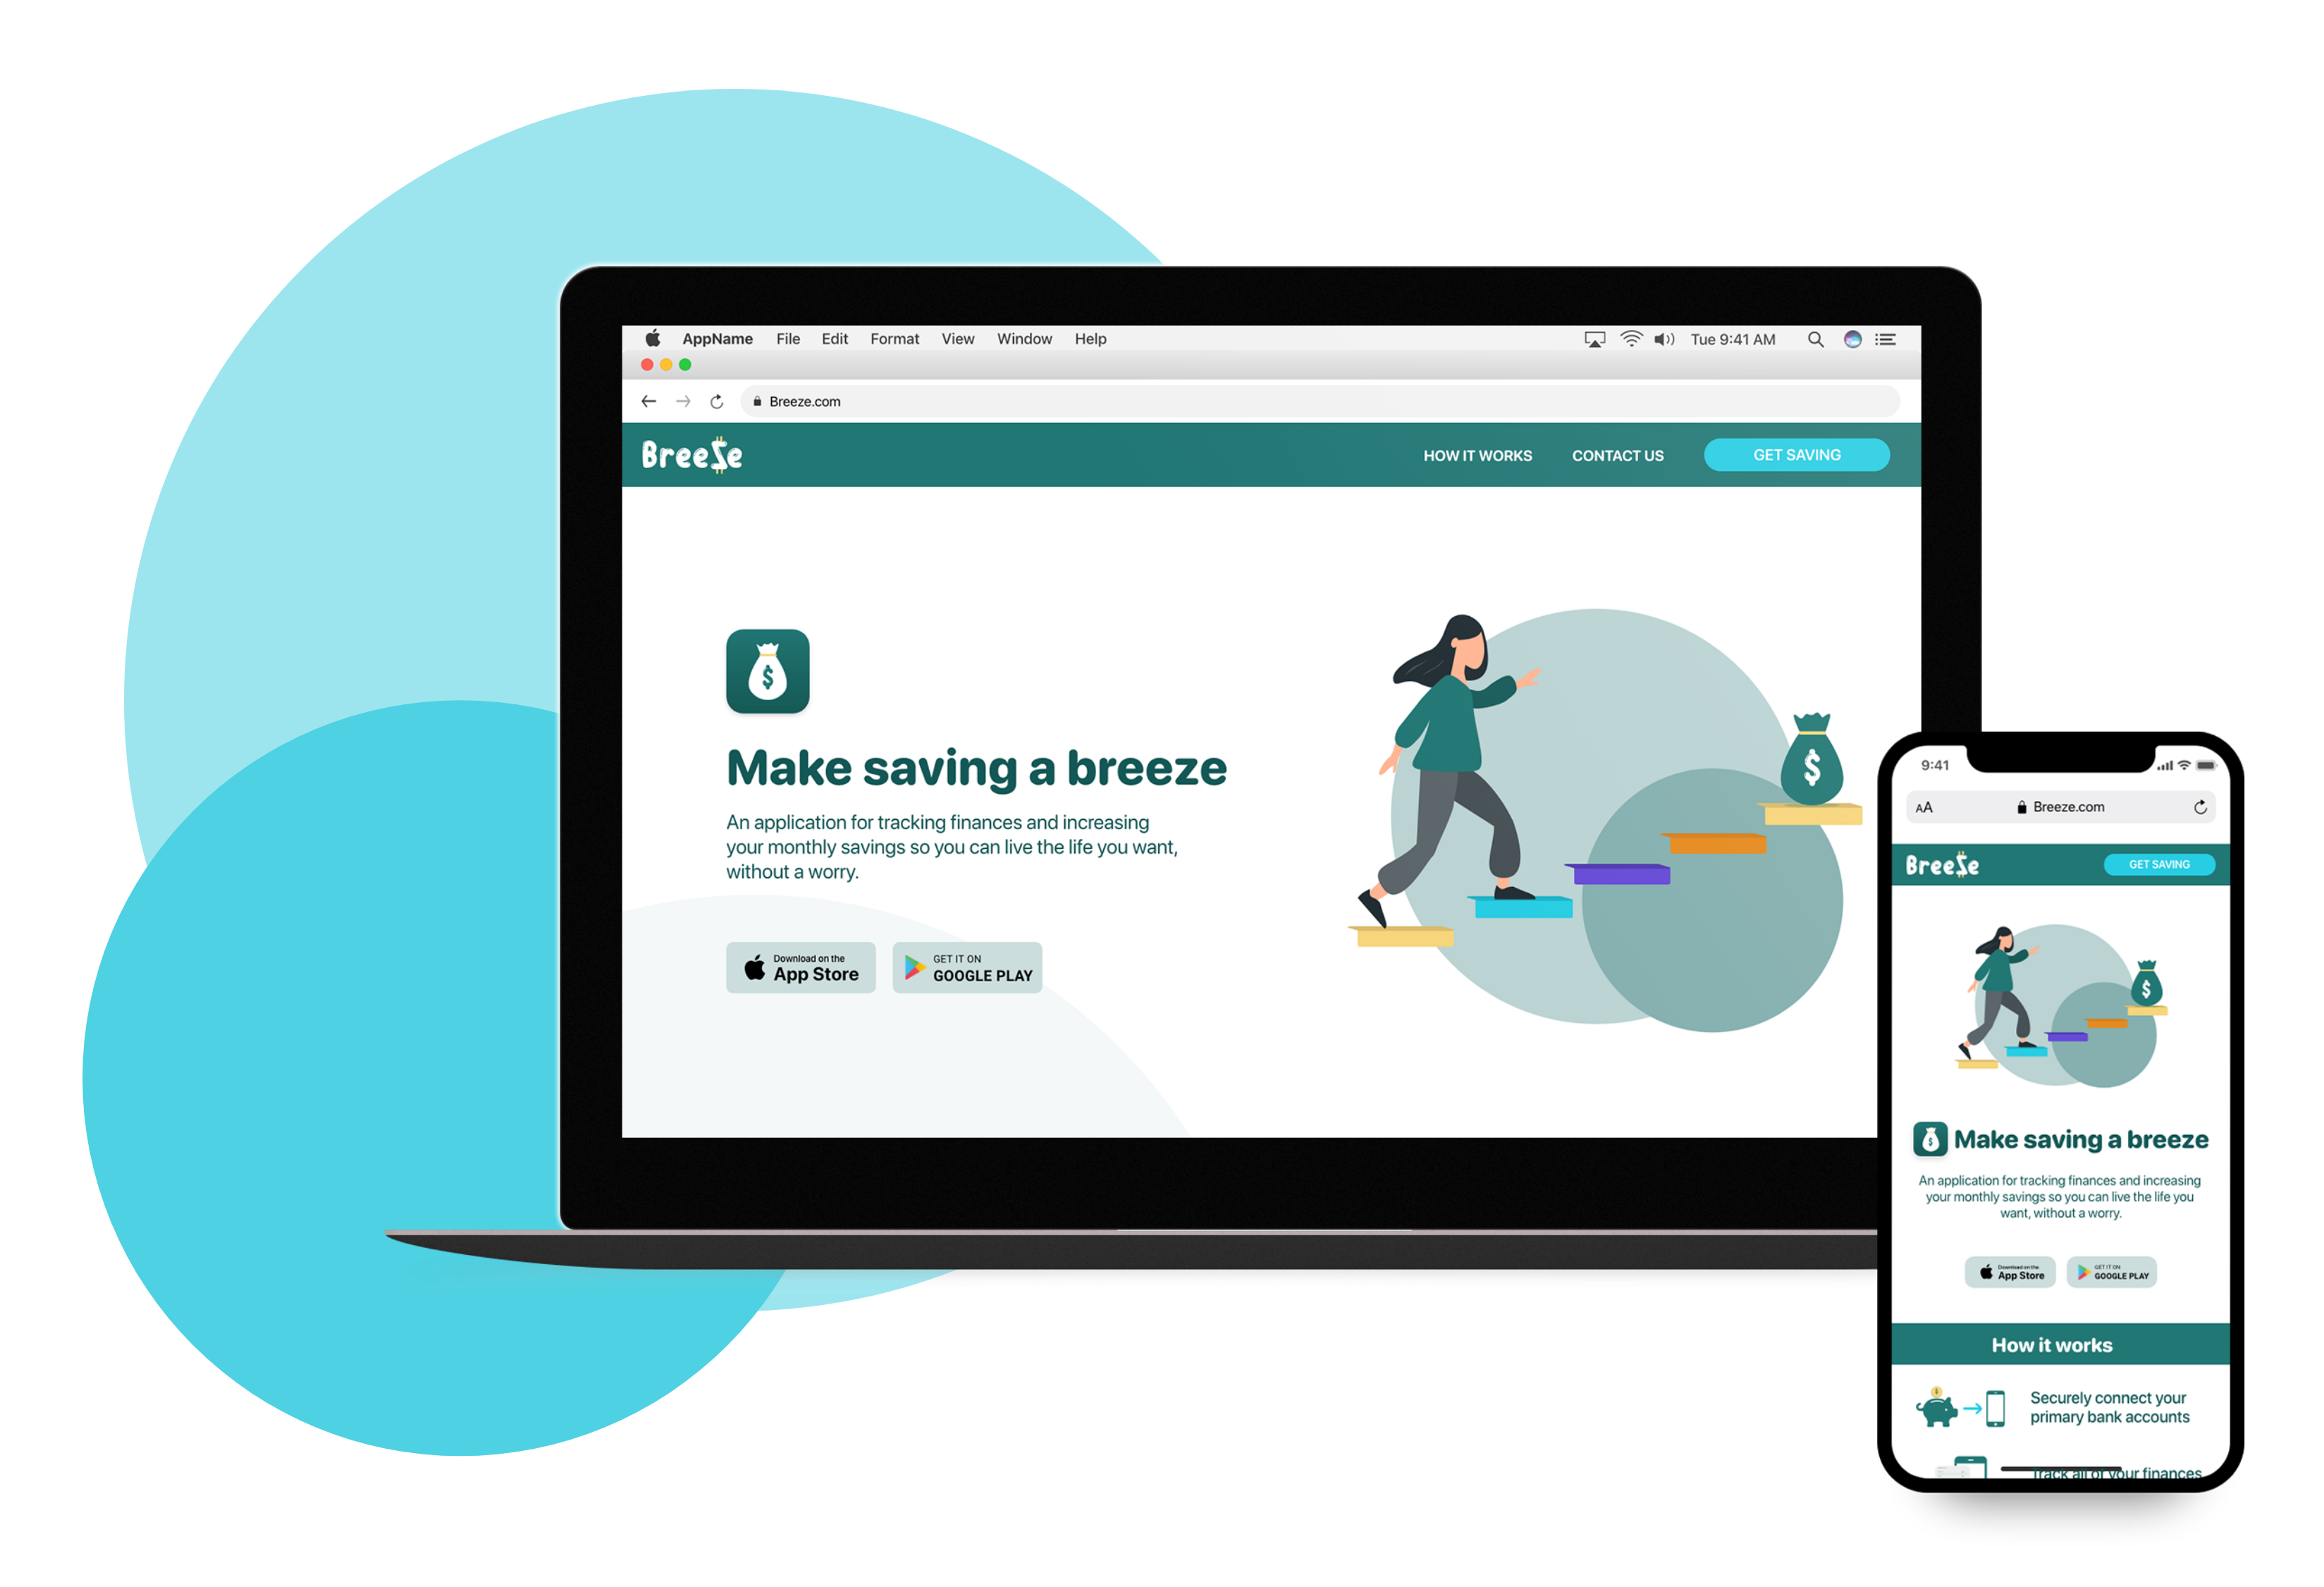 AppName File Edit Format View Window Help Tue 9:41 AM
Breeze.com
Breeze HOW IT WORKS CONTACT US GET SAVING
$
Make saving a breeze
An application for tracking finances and increasing
your monthly savings so you can live the life you want,
without a worry.
Download on the
App Store
GET IT ON
GOOGLE PLAY
$
9:41
AA Breeze.com
Breeze GET SAVING
$
$
Make saving a breeze
An application for tracking finances and increasing
your monthly savings so you can live the life you
want, without a worry.
Download on the
App Store
GET IT ON
GOOGLE PLAY
How it works
Securely connect your
primary bank accounts
Track all of your finances